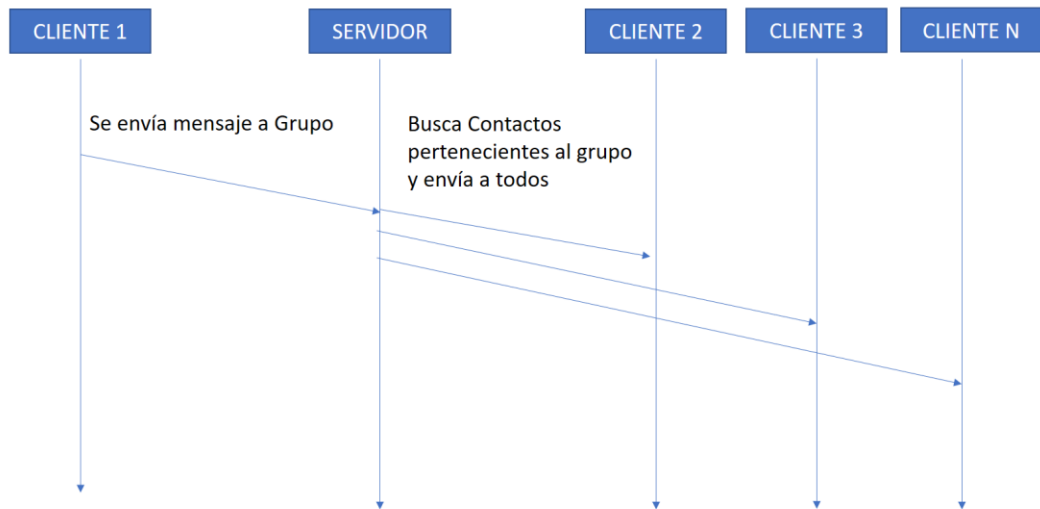 CLIENTE 1
SERVIDOR
CLIENTE 2
CLIENTE 3
CLIENTE N
Se envía mensaje a Grupo
Busca Contactos
pertenecientes al grupo
y envía a todos